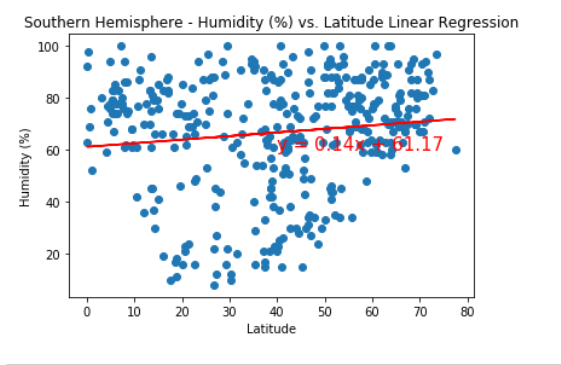 Southern Hemisphere - Humidity (%) vs. Latitude Linear Regression
100
80
60
40
20
Humidity (%)
y = 0.14x + 61.17
0 10 20 30 40 50 60 70 80
Latitude